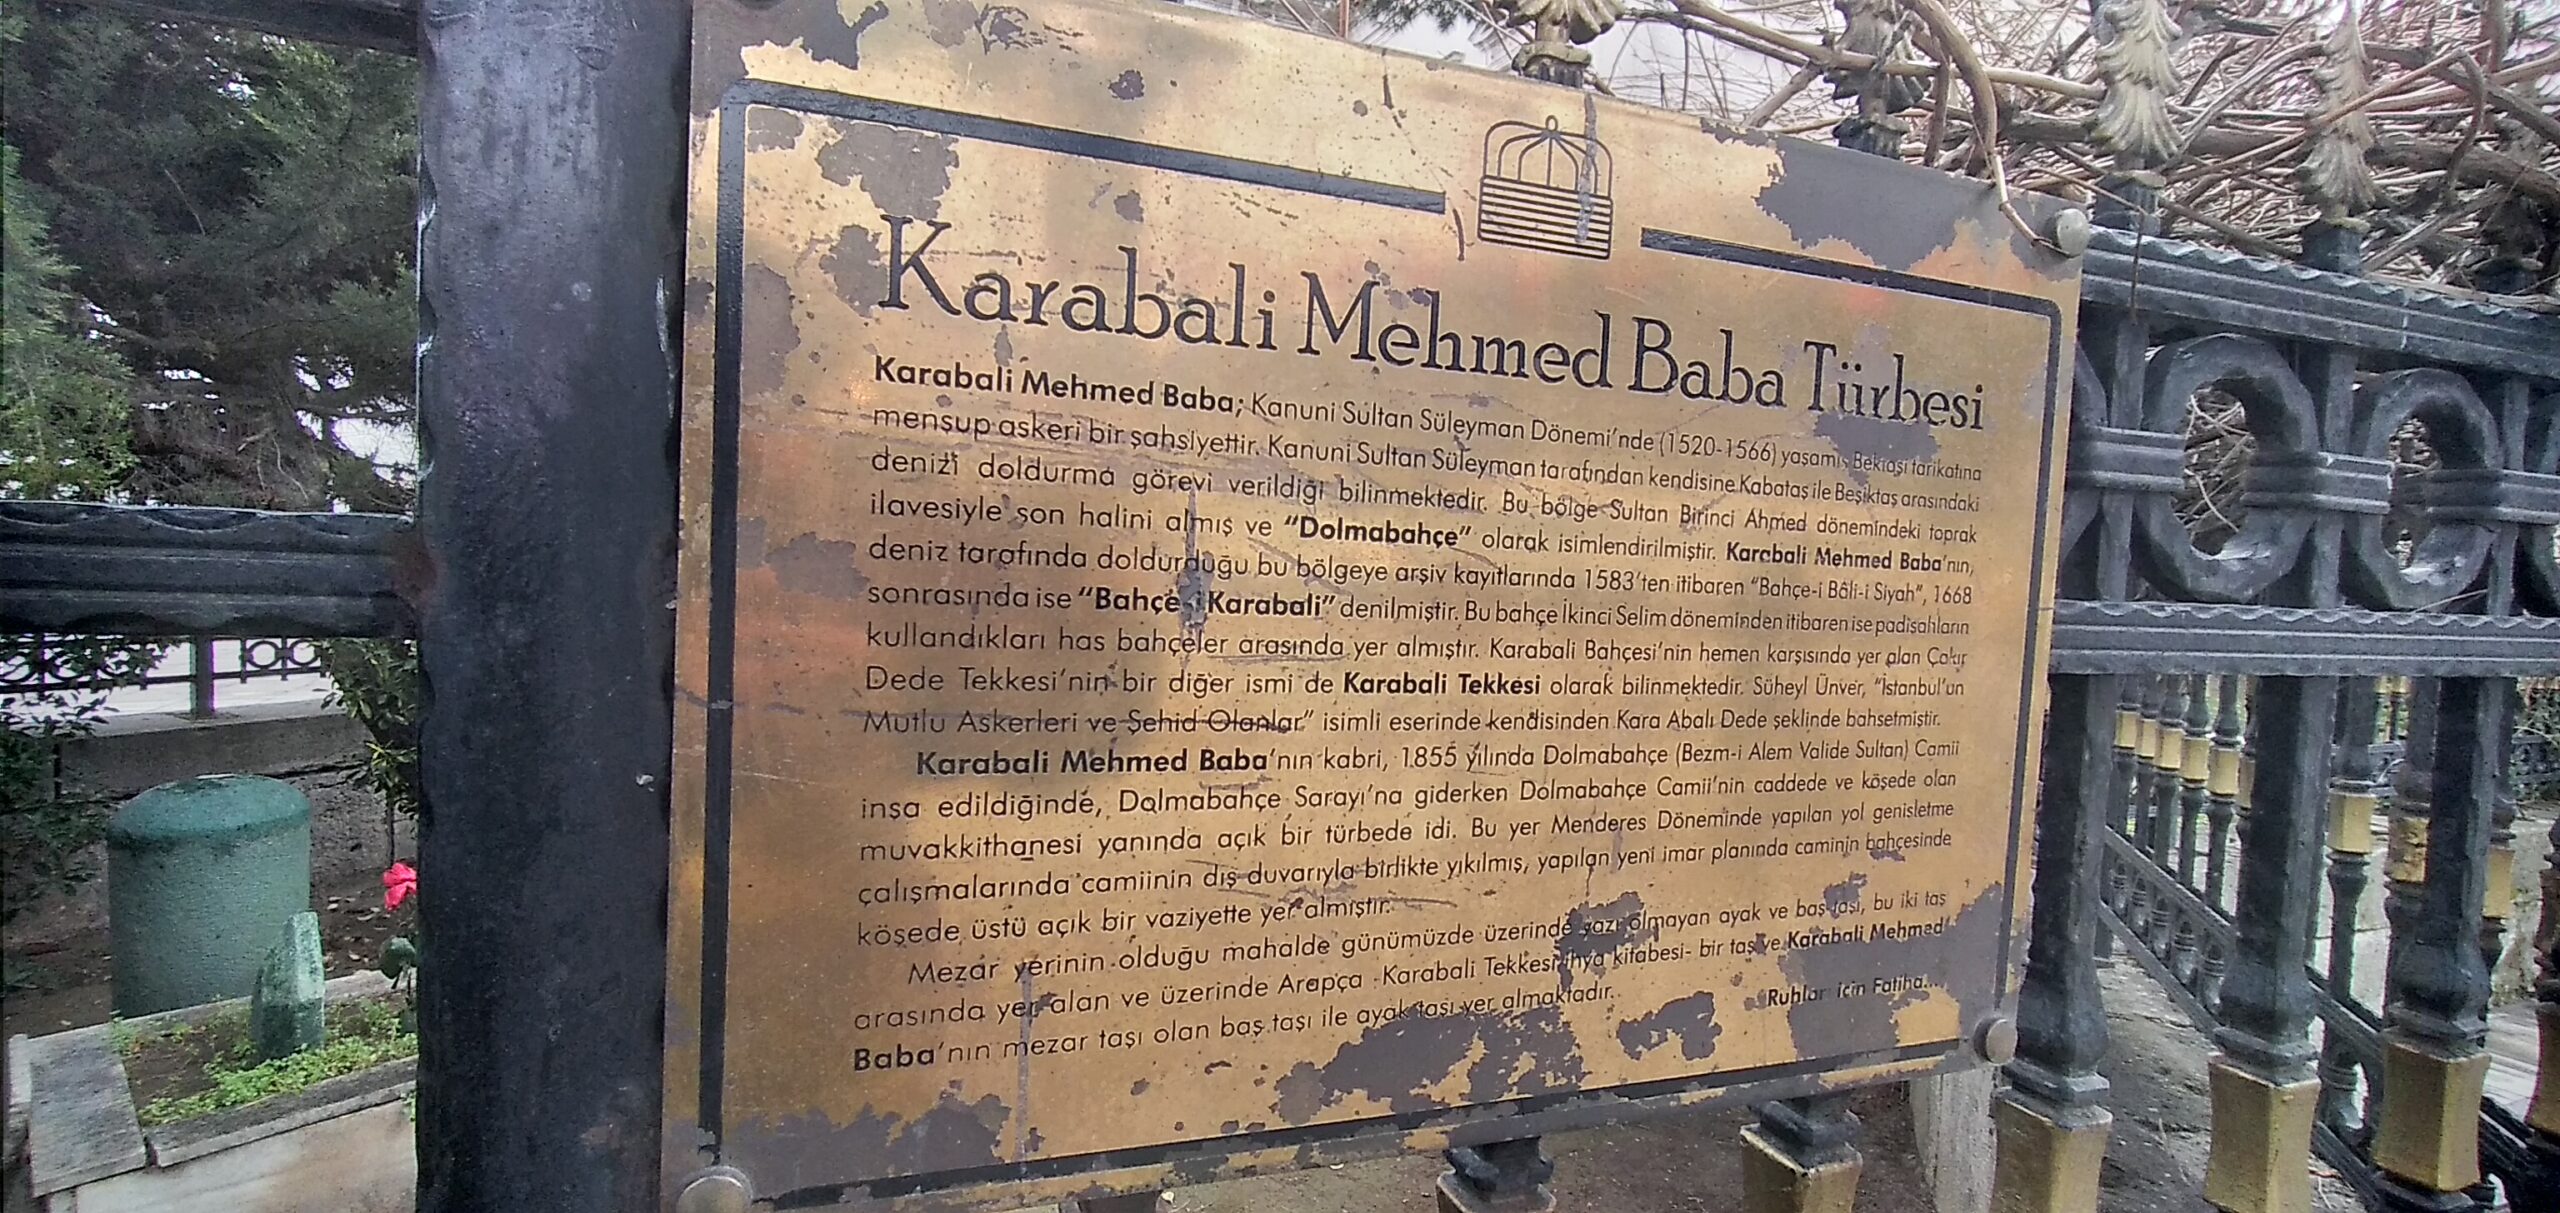 Karabali Mehmed Baba Türbesi
Karabali Mehmed Baba; Kanuni Sultan Süleyman Dönemi'nde (1520-1566) yaşamış Bektaşi tarikatına
mensup askeri bir şahsiyettir. Kanuni Sultan Süleyman tarafından kendisine Kabataş ile Beşiktaş arasındaki
denizi doldurma görevi verildiği bilinmektedir. Bu bölge Sultan Birinci Ahmed dönemindeki toprak
ilavesiyle son halini almış ve "Dolmabahçe" olarak isimlendirilmiştir. Karabali Mehmed Baba'nın,
deniz tarafında doldurduğu bu bölgeye arşiv kayıtlarında 1583'ten itibaren "Bahçe-i Bâli-i Siyah", 1668
sonrasında ise "Bahçe-i Karabali" denilmiştir. Bu bahçe İkinci Selim döneminden itibaren ise padişahların
kullandıkları has bahçeler arasında yer almıştır. Karabali Bahçesi'nin hemen karşısında yer alan Çakır
Dede Tekkesi'nin bir diğer ismi de Karabali Tekkesi olarak bilinmektedir. Süheyl Ünver, "İstanbul'un
Mutlu Askerleri ve Şehid Olanlar" isimli eserinde kendisinden Kara Abalı Dede şeklinde bahsetmiştir.
Karabali Mehmed Baba'nın kabri, 1855 yılında Dolmabahçe (Bezm-i Alem Valide Sultan) Camii
inşa edildiğinde, Dolmabahçe Sarayı'na giderken Dolmabahçe Camii'nin caddede ve köşede olan
muvakkithanesi yanında açık bir türbede idi. Bu yer Menderes Döneminde yapılan yol genişletme
çalışmalarında camiinin dış duvarıyla birlikte yıkılmış, yapılan yeni imar planında caminin bahçesinde
köşede, üstü açık bir vaziyette yer almıştır.
Mezar yerinin olduğu mahalde günümüzde üzerinde yazı olmayan ayak ve baş taşı, bu iki taş
arasında yer alan ve üzerinde Arapça -Karabali Tekkesi ihya kitabesi- bir taş ve Karabali Mehmed
Baba'nın mezar taşı olan baş taşı ile ayak taşı yer almaktadır.
Ruhlar için Fatiha....